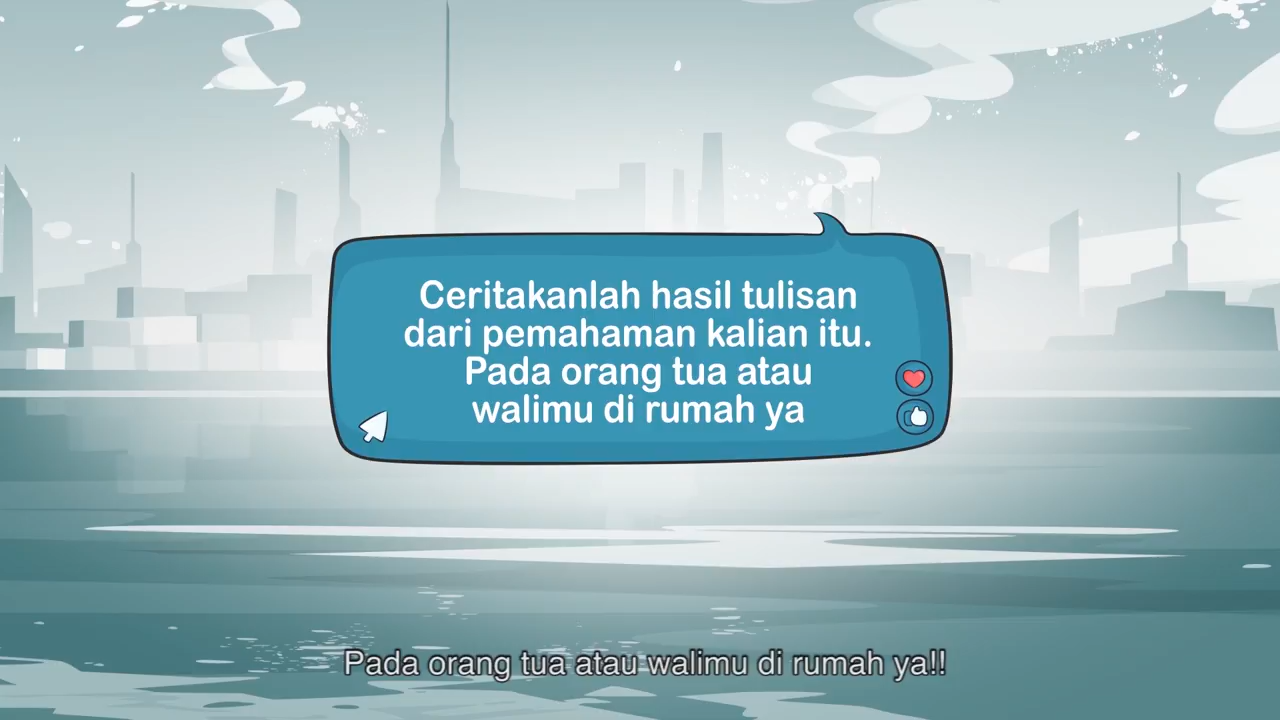 Ceritakanlah hasil tulisan
dari pemahaman kalian itu.
Pada orang tua atau
walimu di rumah ya
Pada orang tua atau walimu di rumah ya!!